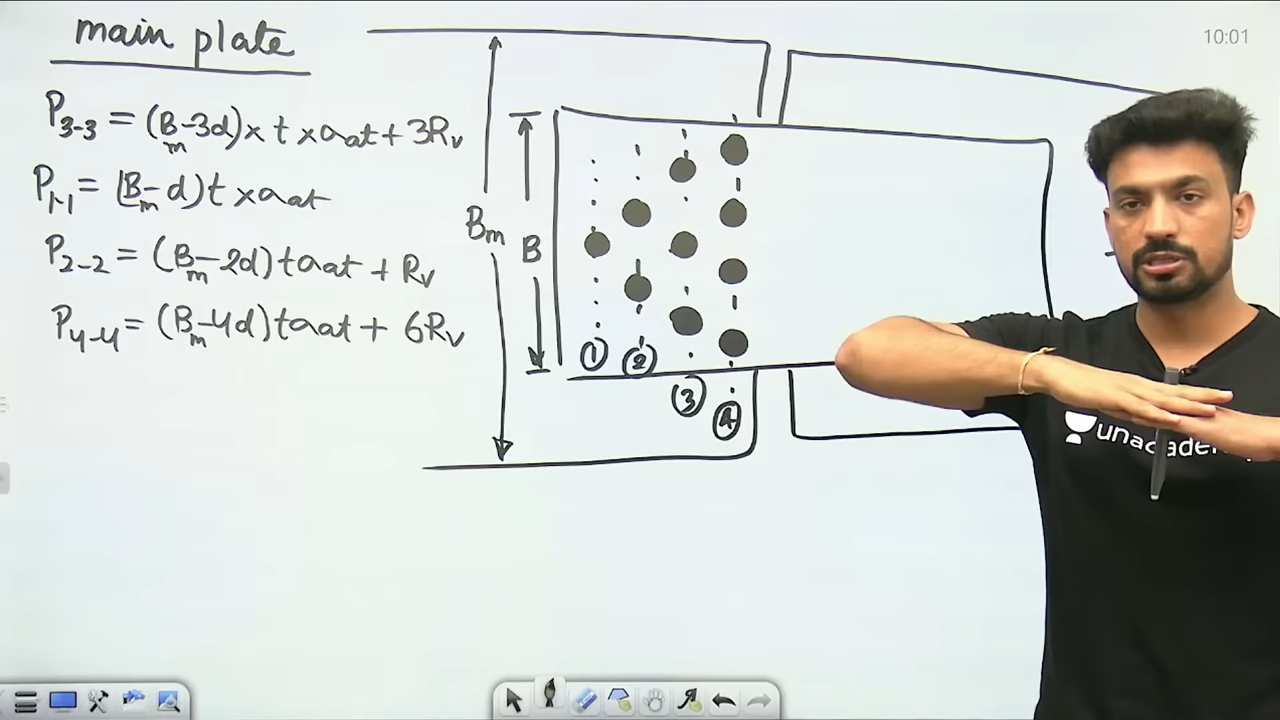 main plate
10:01
P3-3 = (Bm-3d) × t × σat + 3Rv
P1-1 = (Bm-d)t × σat
P2-2 = (Bm-2d)tσat + Rv
P4-4 = (Bm-4d)tσat + 6Rv
Bm
B
1
2
3
4
unacademy